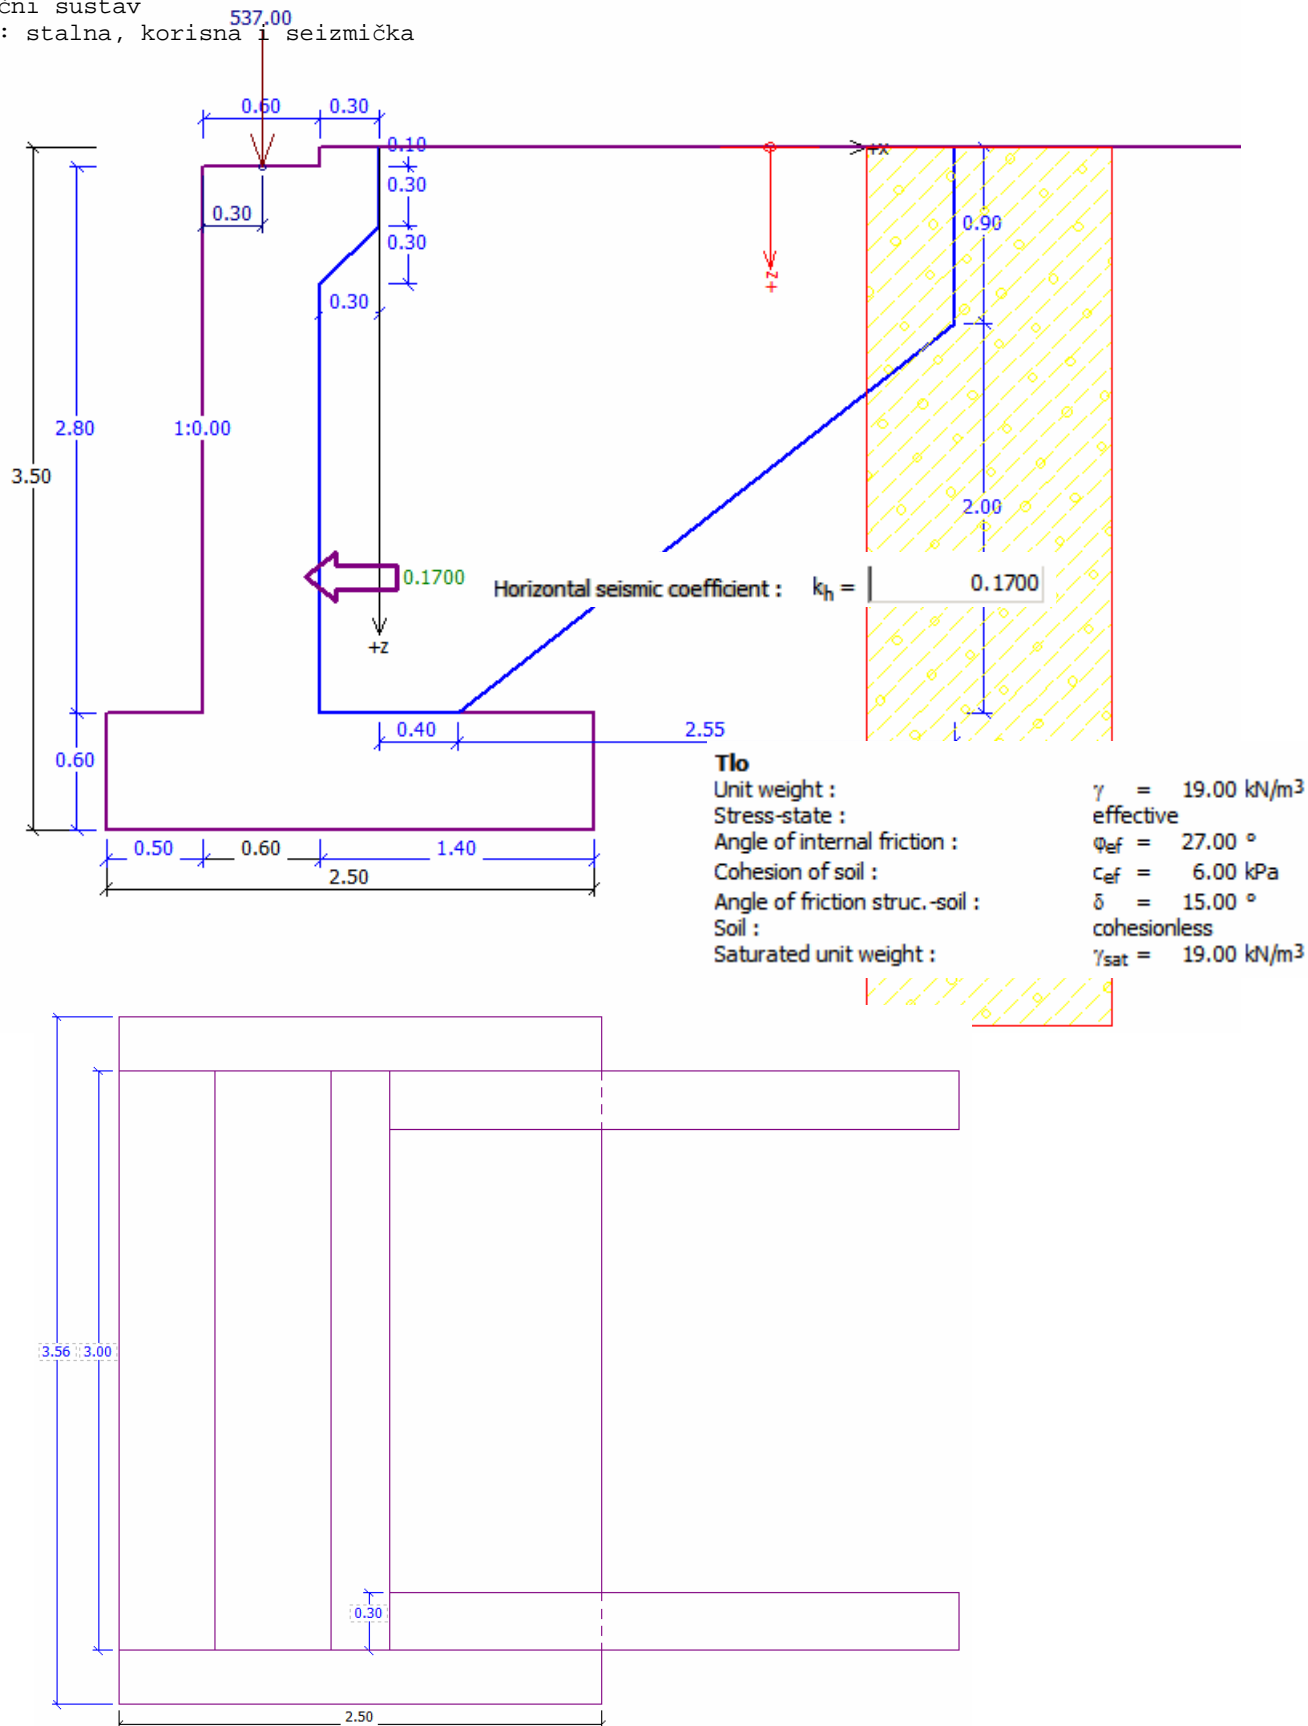 čni sustav
537.00
: stalna, korisna i seizmička
0.60 0.30
0.10
+x
0.30
0.30 0.90
+z
0.30
0.30
2.80 1:0.00
3.50
2.00
0.1700
Horizontal seismic coefficient : kh = 0.1700
+z
0.40 2.55
0.60
Tlo
Unit weight : γ = 19.00 kN/m3
Stress-state : effective
Angle of internal friction : φef = 27.00 °
0.50 0.60 1.40
Cohesion of soil : cef = 6.00 kPa
2.50
Angle of friction struc.-soil : δ = 15.00 °
Soil : cohesionless
Saturated unit weight : γsat = 19.00 kN/m3
3.56 3.00
0.30
2.50